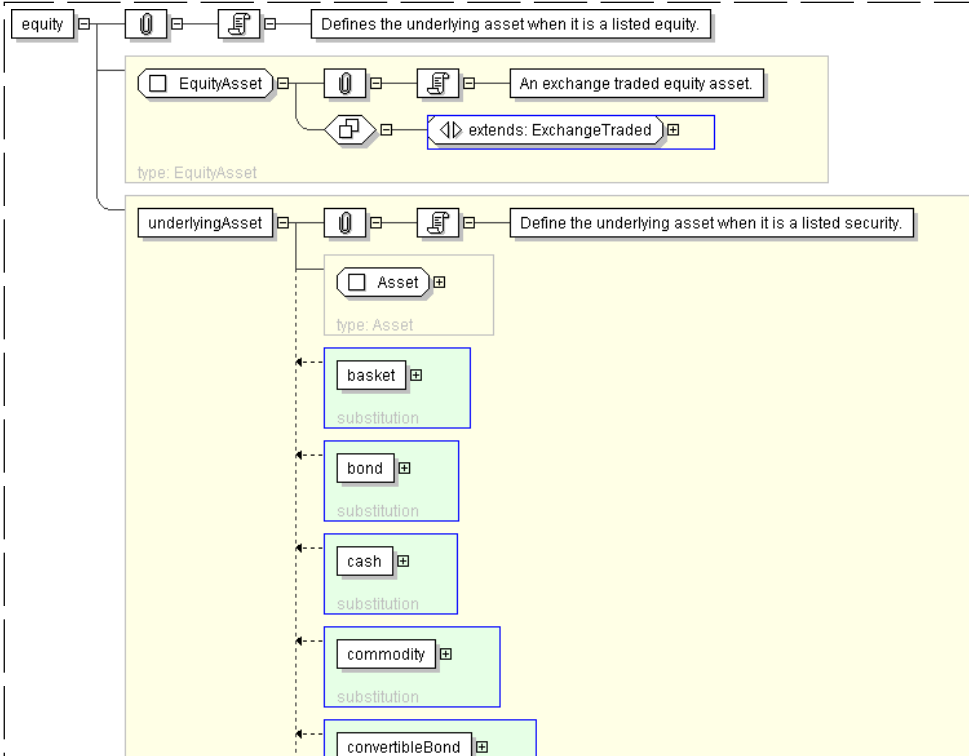 equity
Defines the underlying asset when it is a listed equity.
EquityAsset
An exchange traded equity asset.
extends: ExchangeTraded
type: EquityAsset
underlyingAsset
Define the underlying asset when it is a listed security.
Asset
type: Asset
basket
substitution
bond
substitution
cash
substitution
commodity
substitution
convertibleBond